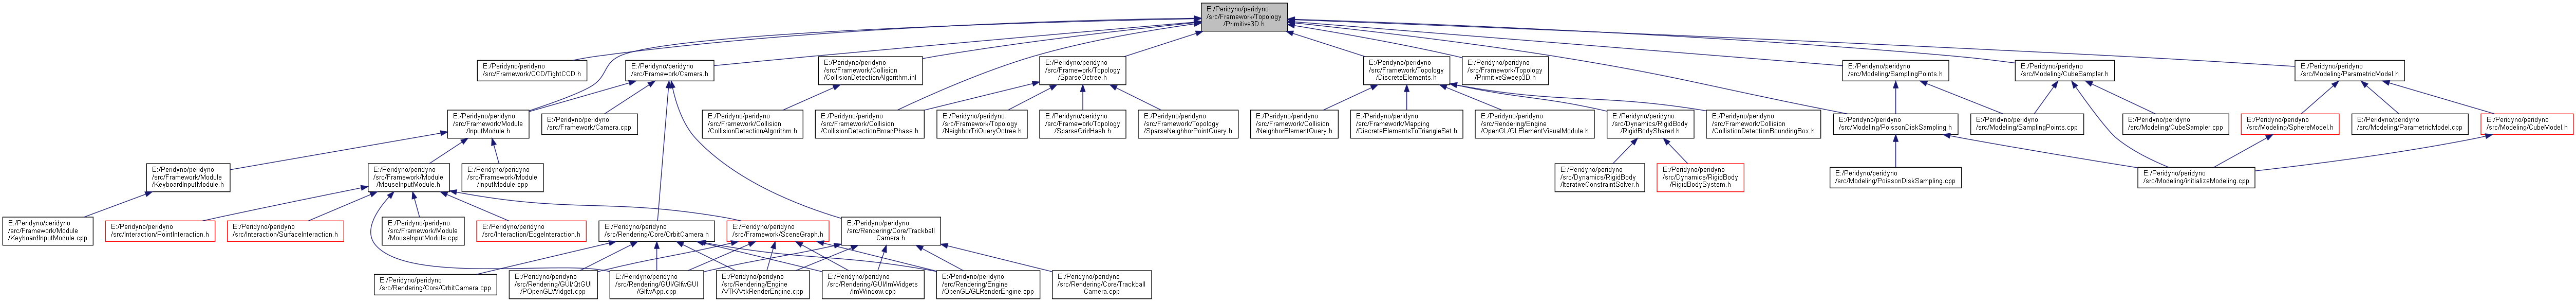 E:/Peridyno/peridyno
/src/Framework/Topology
/Primitive3D.h
E:/Peridyno/peridyno
/src/Framework/CCD/TightCCD.h
E:/Peridyno/peridyno
/src/Framework/Camera.h
E:/Peridyno/peridyno
/src/Framework/Collision
/CollisionDetectionAlgorithm.inl
E:/Peridyno/peridyno
/src/Framework/Topology
/SparseOctree.h
E:/Peridyno/peridyno
/src/Framework/Topology
/DiscreteElements.h
E:/Peridyno/peridyno
/src/Framework/Topology
/PrimitiveSweep3D.h
E:/Peridyno/peridyno
/src/Modeling/SamplingPoints.h
E:/Peridyno/peridyno
/src/Modeling/CubeSampler.h
E:/Peridyno/peridyno
/src/Modeling/ParametricModel.h
E:/Peridyno/peridyno
/src/Framework/Module
/InputModule.h
E:/Peridyno/peridyno
/src/Framework/Camera.cpp
E:/Peridyno/peridyno
/src/Framework/Collision
/CollisionDetectionAlgorithm.h
E:/Peridyno/peridyno
/src/Framework/Collision
/CollisionDetectionBroadPhase.h
E:/Peridyno/peridyno
/src/Framework/Topology
/NeighborTriQueryOctree.h
E:/Peridyno/peridyno
/src/Framework/Topology
/SparseGridHash.h
E:/Peridyno/peridyno
/src/Framework/Topology
/SparseNeighborPointQuery.h
E:/Peridyno/peridyno
/src/Framework/Collision
/NeighborElementQuery.h
E:/Peridyno/peridyno
/src/Framework/Mapping
/DiscreteElementsToTriangleSet.h
E:/Peridyno/peridyno
/src/Rendering/Engine
/OpenGL/GLElementVisualModule.h
E:/Peridyno/peridyno
/src/Dynamics/RigidBody
/RigidBodyShared.h
E:/Peridyno/peridyno
/src/Framework/Collision
/CollistionDetectionBoundingBox.h
E:/Peridyno/peridyno
/src/Modeling/PoissonDiskSampling.h
E:/Peridyno/peridyno
/src/Modeling/SamplingPoints.cpp
E:/Peridyno/peridyno
/src/Modeling/CubeSampler.cpp
E:/Peridyno/peridyno
/src/Modeling/SphereModel.h
E:/Peridyno/peridyno
/src/Modeling/ParametricModel.cpp
E:/Peridyno/peridyno
/src/Modeling/CubeModel.h
E:/Peridyno/peridyno
/src/Framework/Module
/KeyboardInputModule.h
E:/Peridyno/peridyno
/src/Framework/Module
/MouseInputModule.h
E:/Peridyno/peridyno
/src/Framework/Module
/InputModule.cpp
E:/Peridyno/peridyno
/src/Dynamics/RigidBody
/IterativeConstraintSolver.h
E:/Peridyno/peridyno
/src/Dynamics/RigidBody
/RigidBodySystem.h
E:/Peridyno/peridyno
/src/Modeling/PoissonDiskSampling.cpp
E:/Peridyno/peridyno
/src/Modeling/initializeModeling.cpp
E:/Peridyno/peridyno
/src/Framework/Module
/KeyboardInputModule.cpp
E:/Peridyno/peridyno
/src/Interaction/PointInteraction.h
E:/Peridyno/peridyno
/src/Interaction/SurfaceInteraction.h
E:/Peridyno/peridyno
/src/Framework/Module
/MouseInputModule.cpp
E:/Peridyno/peridyno
/src/Interaction/EdgeInteraction.h
E:/Peridyno/peridyno
/src/Rendering/Core/OrbitCamera.h
E:/Peridyno/peridyno
/src/Framework/SceneGraph.h
E:/Peridyno/peridyno
/src/Rendering/Core/Trackball
Camera.h
E:/Peridyno/peridyno
/src/Rendering/Core/OrbitCamera.cpp
E:/Peridyno/peridyno
/src/Rendering/GUI/QtGUI
/POpenGLWidget.cpp
E:/Peridyno/peridyno
/src/Rendering/GUI/GlfwGUI
/GlfwApp.cpp
E:/Peridyno/peridyno
/src/Rendering/Engine
/VTK/VtkRenderEngine.cpp
E:/Peridyno/peridyno
/src/Rendering/GUI/ImWidgets
/ImWindow.cpp
E:/Peridyno/peridyno
/src/Rendering/Engine
/OpenGL/GLRenderEngine.cpp
E:/Peridyno/peridyno
/src/Rendering/Core/Trackball
Camera.cpp